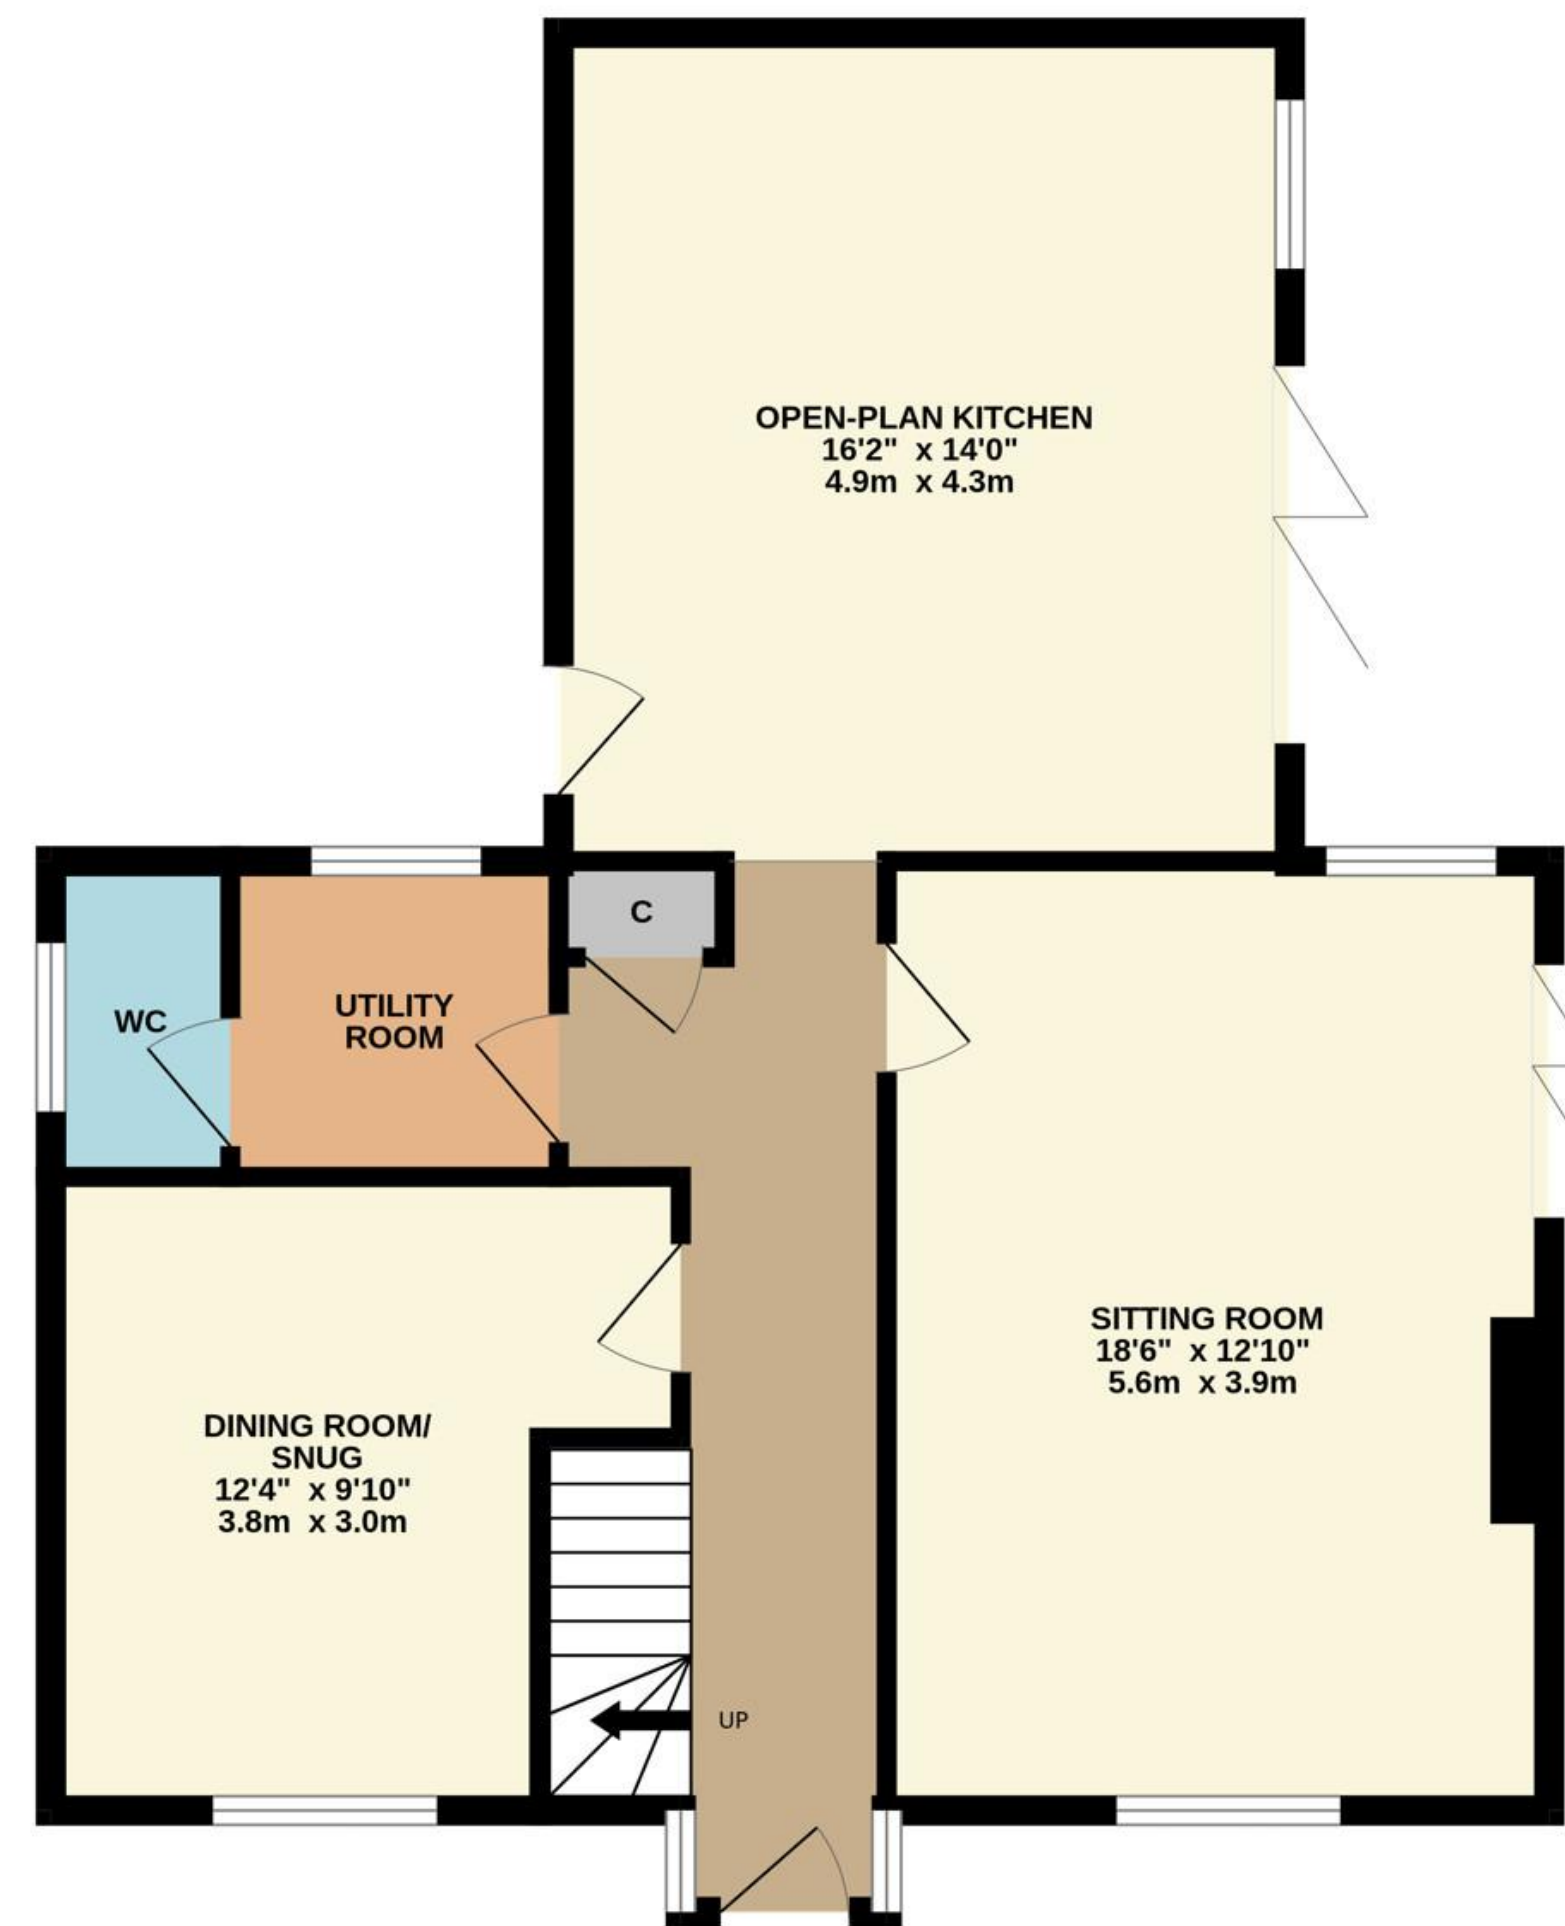 OPEN-PLAN KITCHEN
16'2" x 14'0"
4.9m x 4.3m
C
WC
UTILITY
ROOM
SITTING ROOM
18'6" x 12'10"
5.6m x 3.9m
DINING ROOM/
SNUG
12'4" x 9'10"
3.8m x 3.0m
UP